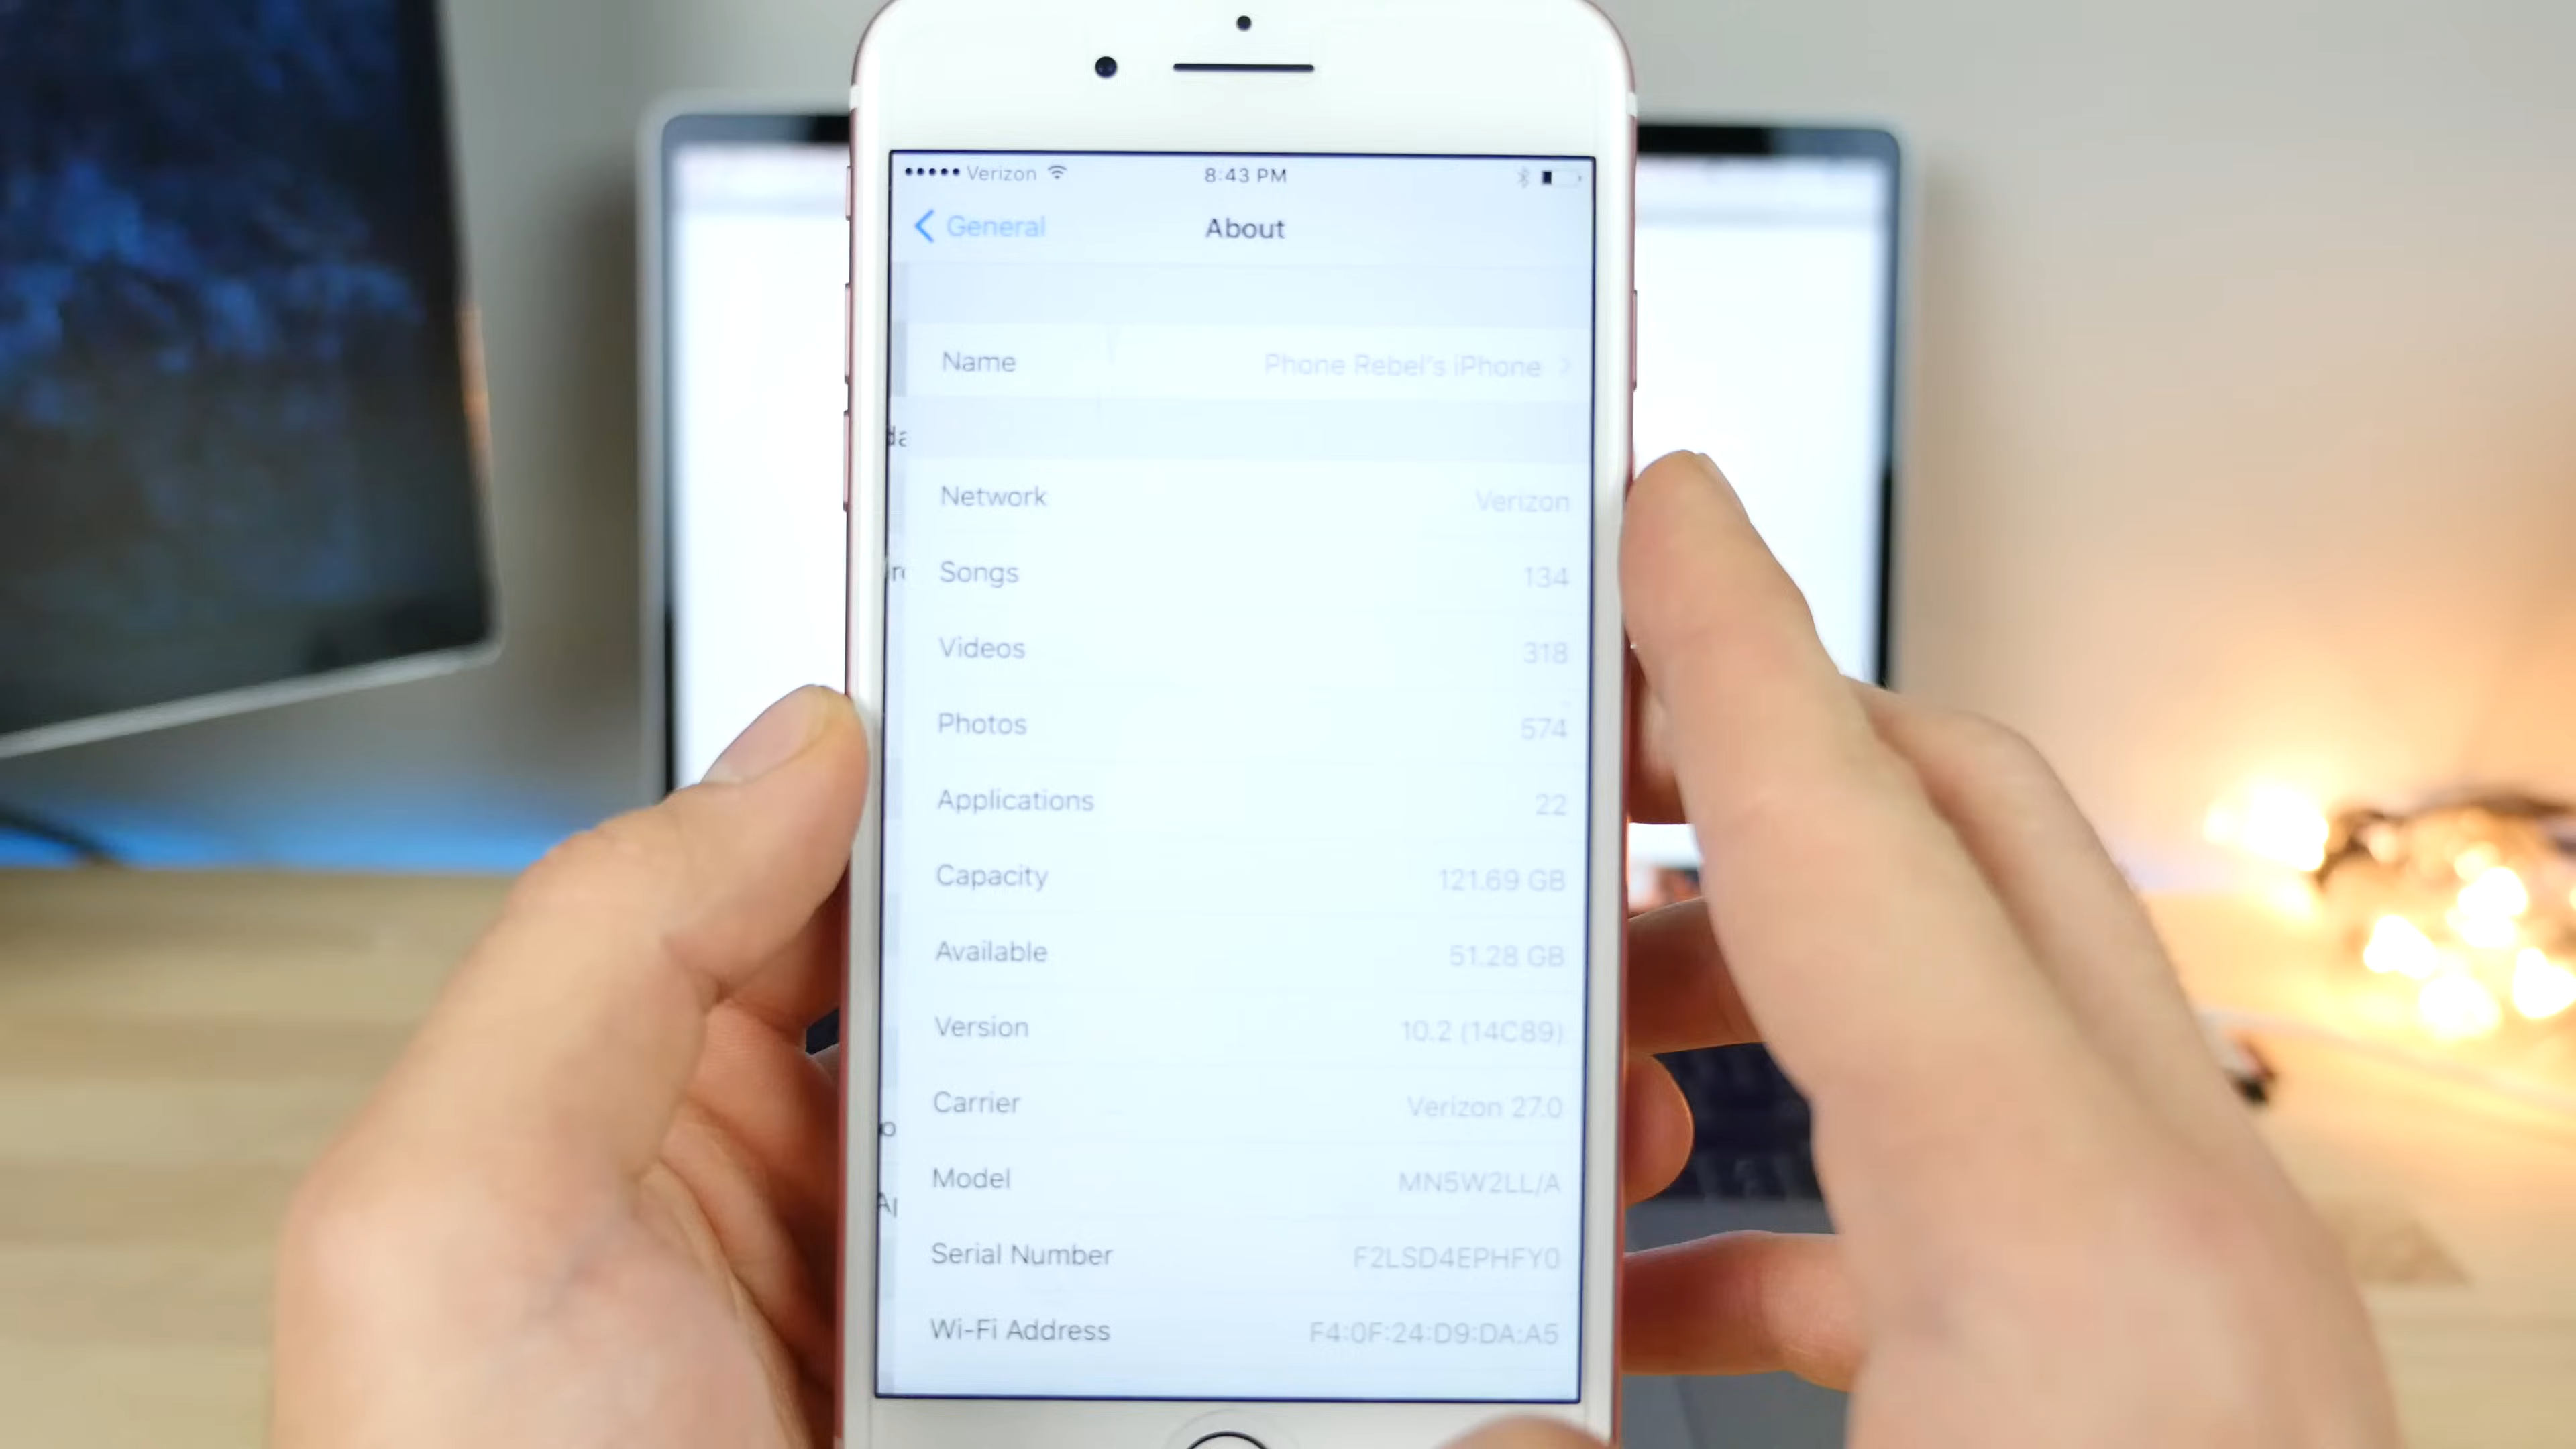 Verizon 8:43 PM
General About
Name Phone Rebel's iPhone
Network Verizon
Songs 134
Videos 318
Photos 574
Applications 22
Capacity 121.69 GB
Available 51.28 GB
Version 10.2 (14C89)
Carrier Verizon 27.0
Model MN5W2LL/A
Serial Number F2LSD4EPHFY0
Wi-Fi Address F4:0F:24:D9:DA:A5